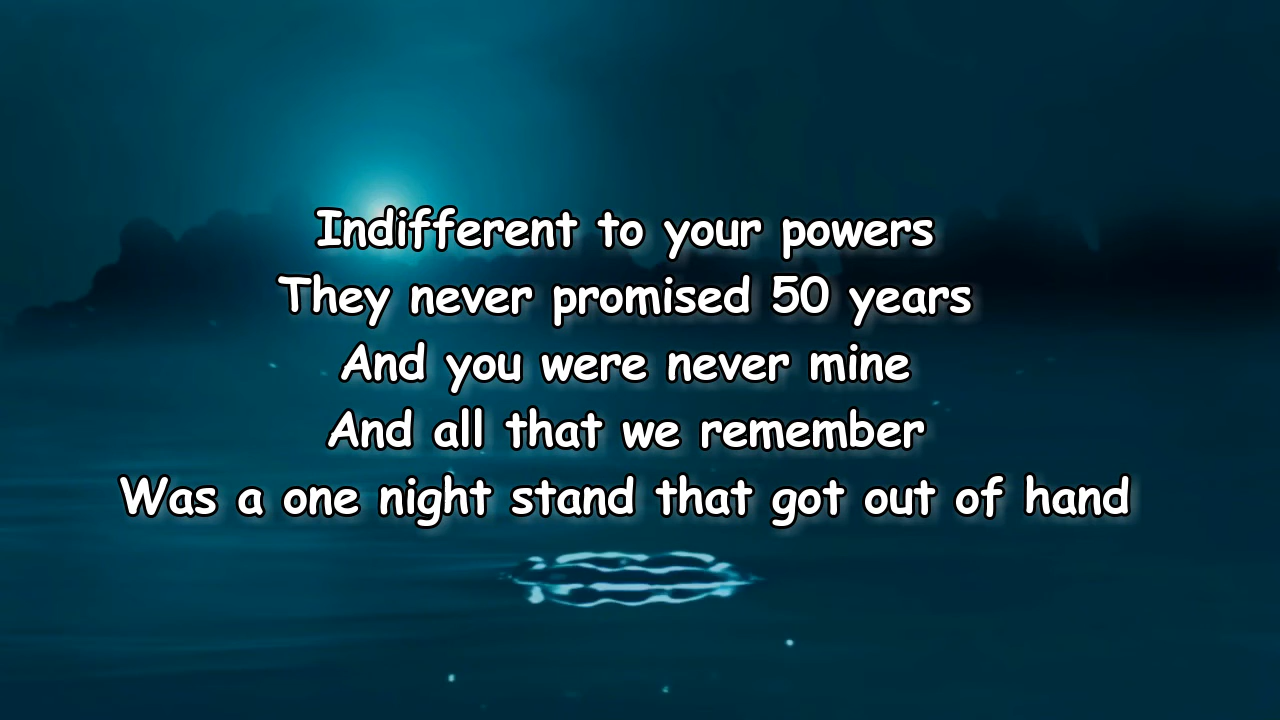 Indifferent to your powers
They never promised 50 years
And you were never mine
And all that we remember
Was a one night stand that got out of hand